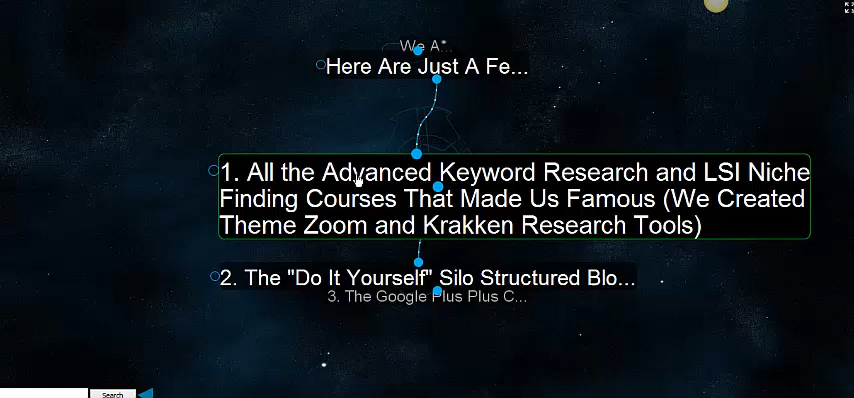 We A...
Here Are Just A Fe...
1. All the Advanced Keyword Research and LSI Niche
Finding Courses That Made Us Famous (We Created
Theme Zoom and Krakken Research Tools)
2. The "Do It Yourself" Silo Structured Blo...
3. The Google Plus Plus C...
Search